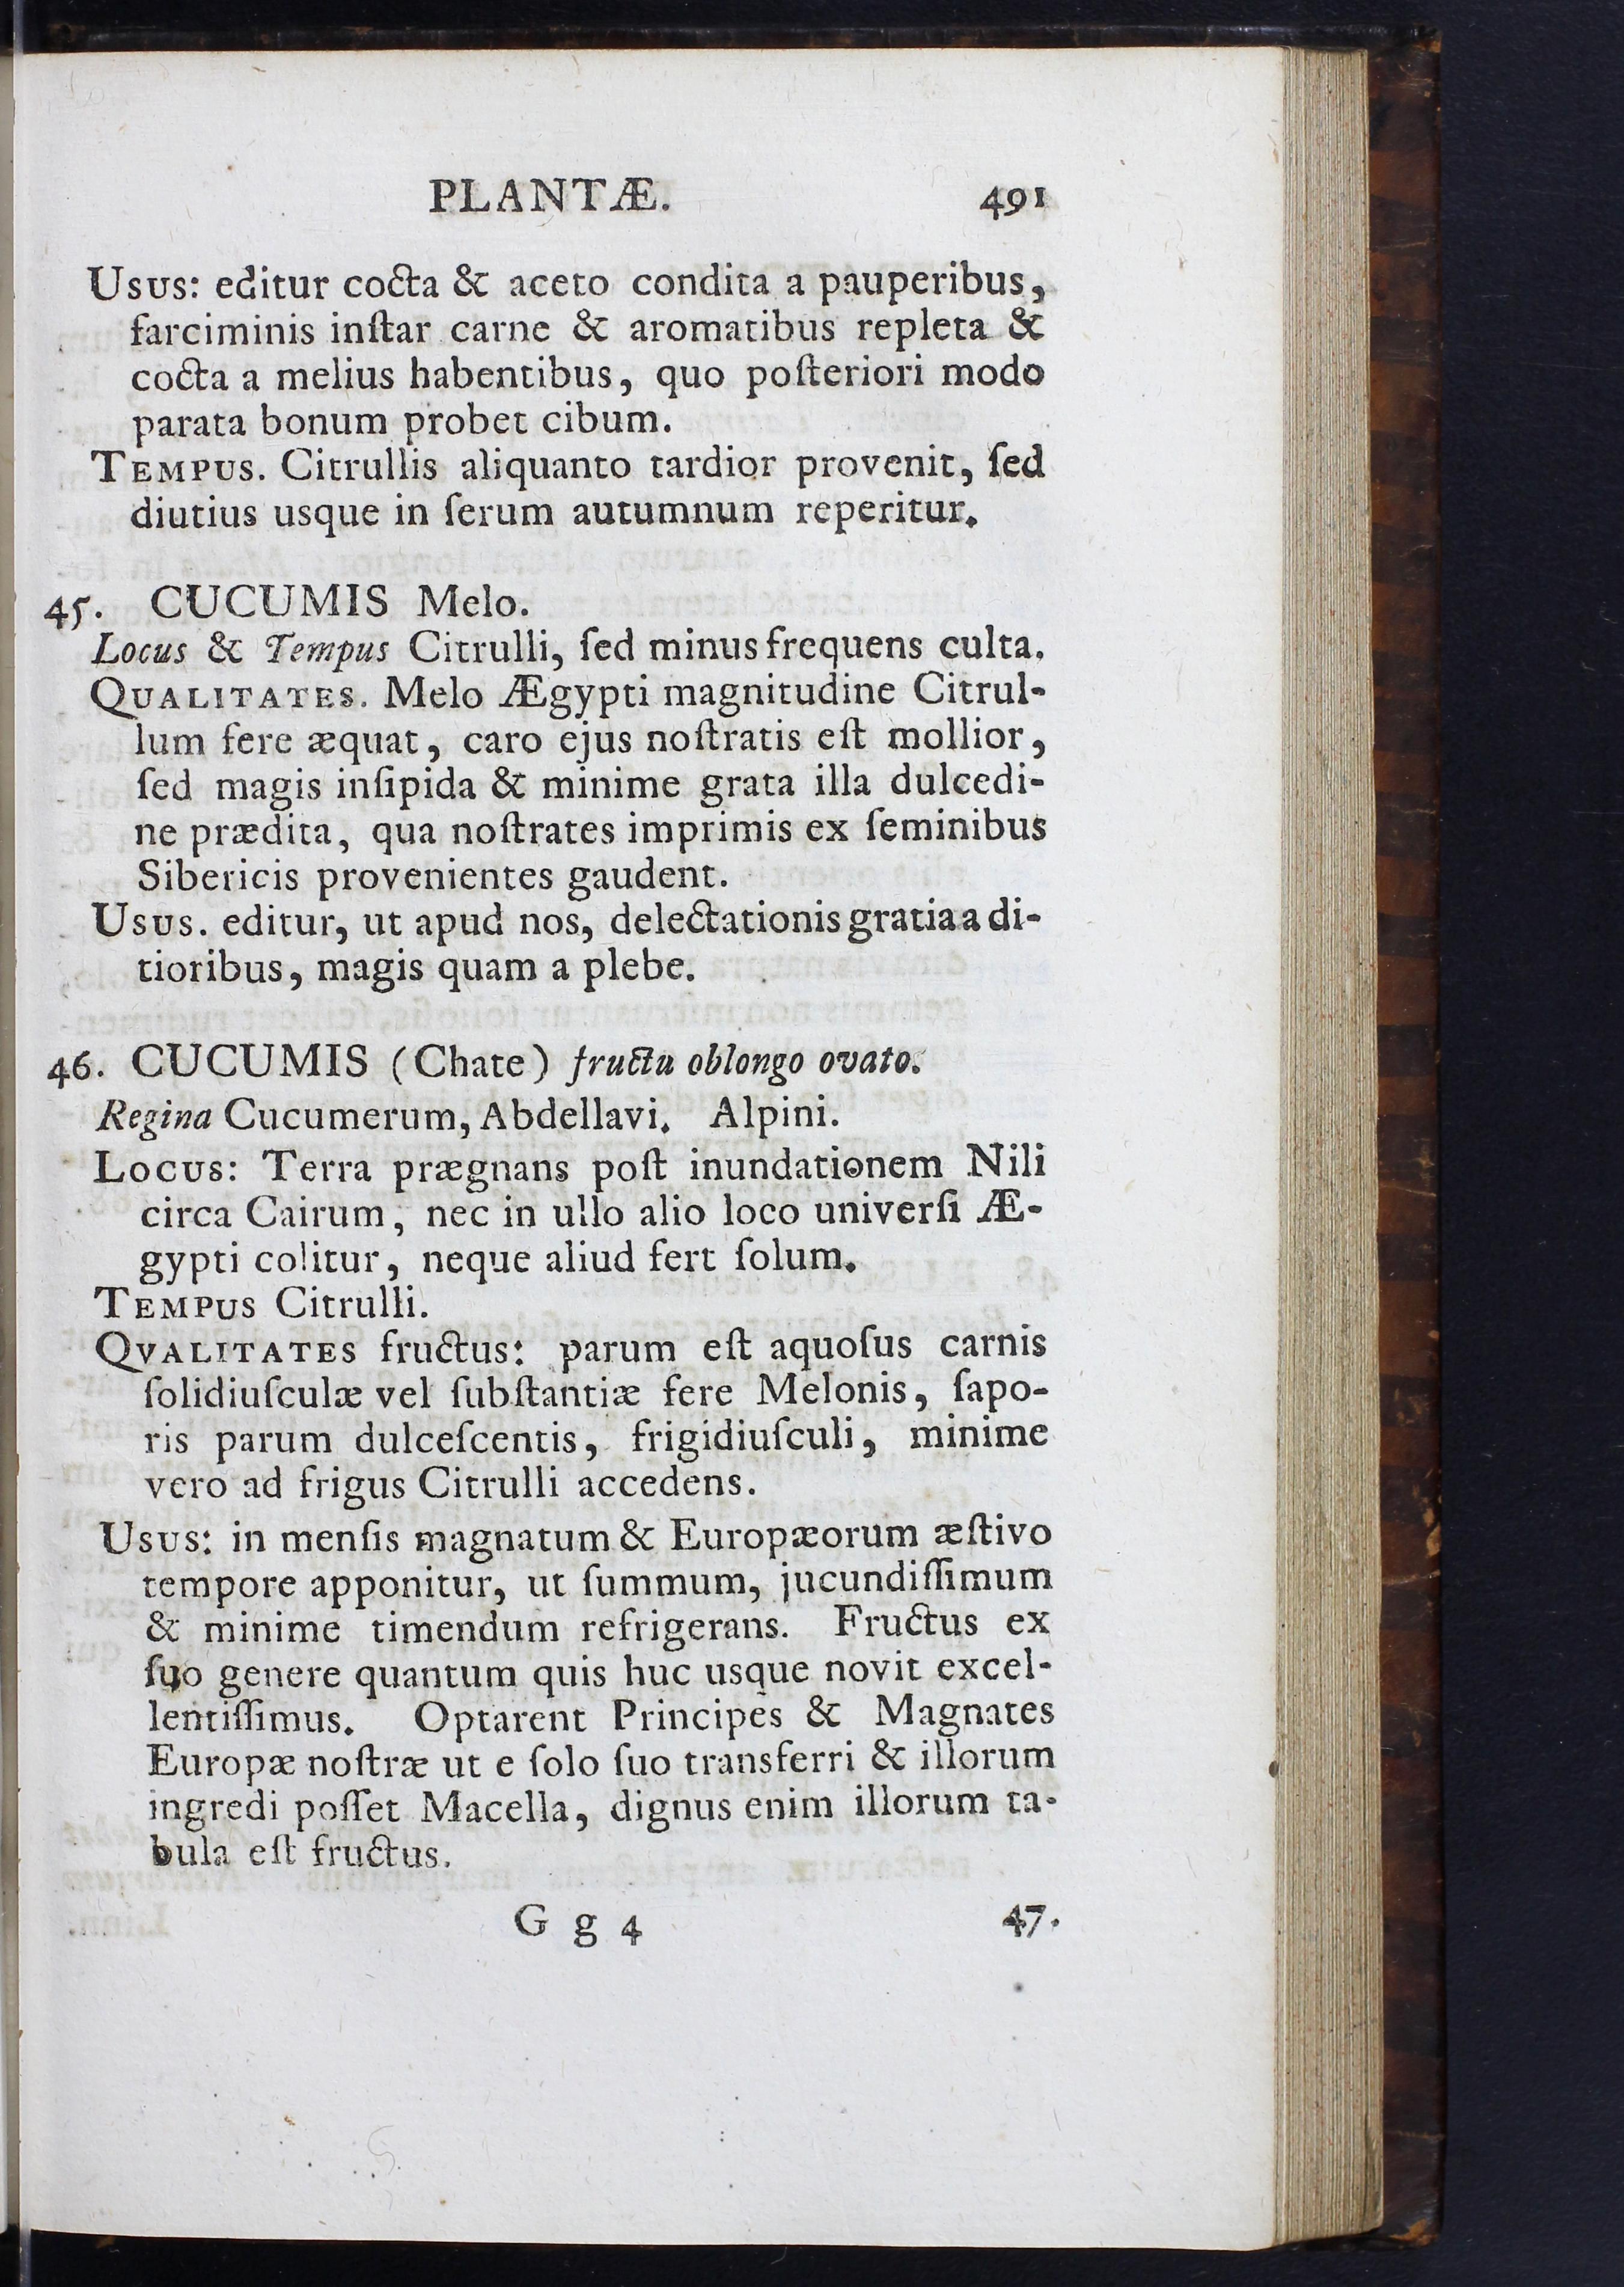 PLANTÆ. 491
Usus: editur cocta & aceto condita a pauperibus,
farciminis inſtar carne & aromatibus repleta &
cocta a melius habentibus, quo poſteriori modo
parata bonum probet cibum.
Tempus. Citrullis aliquanto tardior provenit, ſed
diutius usque in ſerum autumnum reperitur.
45. CUCUMIS Melo.
Locus & Tempus Citrulli, ſed minus frequens culta.
Qualitates. Melo Ægypti magnitudine Citrul-
lum fere æquat, caro ejus noſtratis eſt mollior,
ſed magis inſipida & minime grata illa dulcedi-
ne prædita, qua noſtrates imprimis ex ſeminibus
Sibericis provenientes gaudent.
Usus. editur, ut apud nos, delectationis gratia a di-
tioribus, magis quam a plebe.
46. CUCUMIS (Chate) fructu oblongo ovato.
Regina Cucumerum, Abdellavi. Alpini.
Locus: Terra prægnans poſt inundationem Nili
circa Cairum, nec in ullo alio loco univerſi Æ-
gypti colitur, neque aliud fert ſolum.
Tempus Citrulli.
Qvalitates fructus: parum eſt aquoſus carnis
ſolidiuſculæ vel ſubſtantiæ fere Melonis, ſapo-
ris parum dulceſcentis, frigidiuſculi, minime
vero ad frigus Citrulli accedens.
Usus: in menſis magnatum & Europæorum æſtivo
tempore apponitur, ut ſummum, jucundiſſimum
& minime timendum refrigerans. Fructus ex
ſuo genere quantum quis huc usque novit excel-
lentiſſimus. Optarent Principes & Magnates
Europæ noſtræ ut e ſolo ſuo transferri & illorum
ingredi poſſet Macella, dignus enim illorum ta-
bula eſt fructus.
G g 4 47.